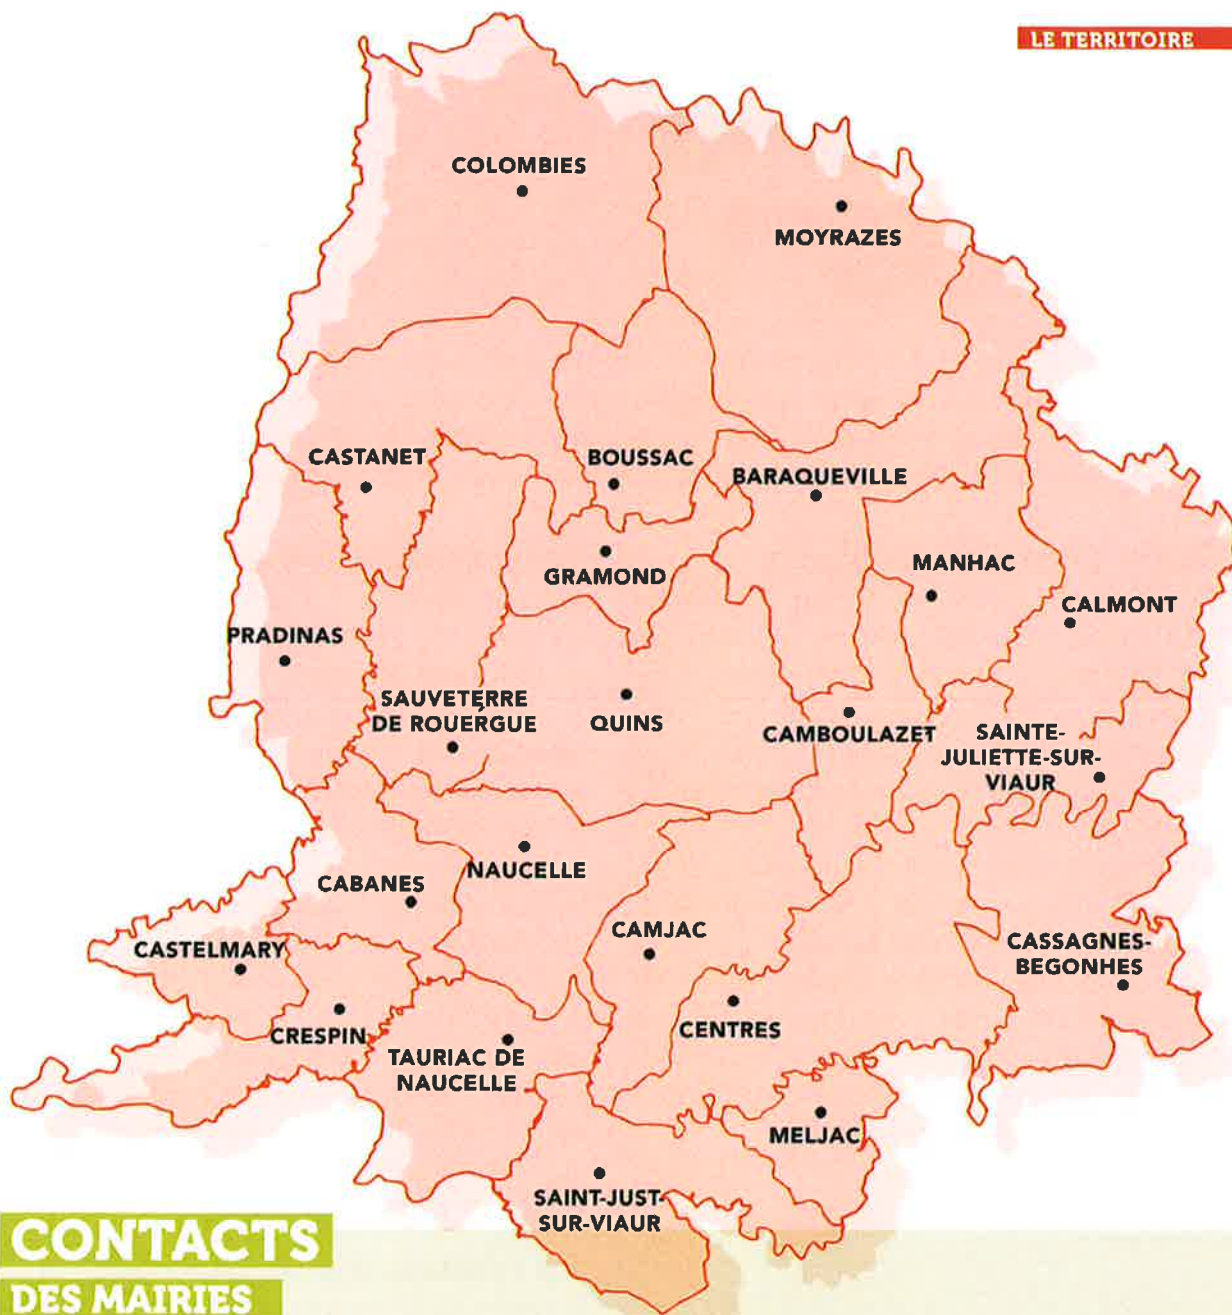 LE TERRITOIRE
COLOMBIES
MOYRAZES
CASTANET
BOUSSAC
BARAQUEVILLE
GRAMOND
MANHAC
CALMONT
PRADINAS
SAUVETERRE
DE ROUERGUE
QUINS
CAMBOULAZET
SAINTE-
JULIETTE-SUR-
VIAUR
NAUCELLE
CABANES
CAMJAC
CASTELMARY
CASSAGNES-
BEGONHES
CRESPIN
CENTRES
TAURIAC DE
NAUCELLE
MELJAC
SAINT-JUST-
SUR-VIAUR
CONTACTS
DES MAIRIES